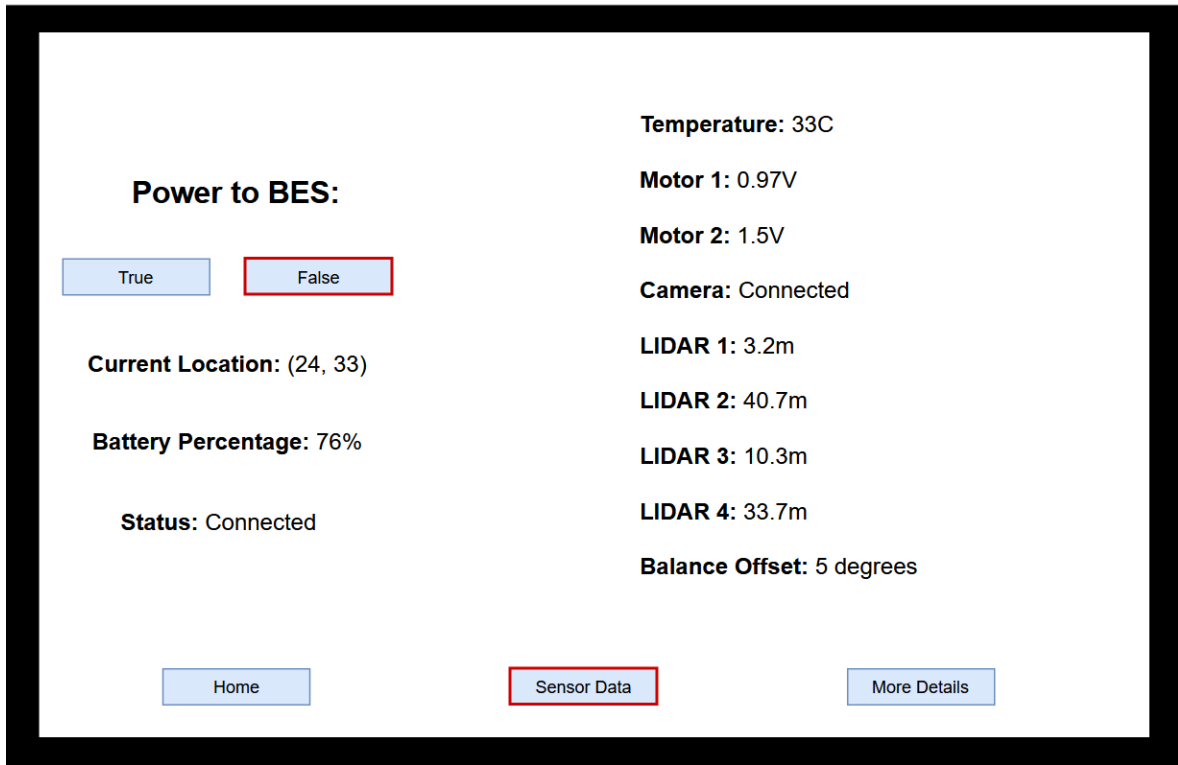 Power to BES:
True
False
Current Location: (24, 33)
Battery Percentage: 76%
Status: Connected
Temperature: 33C
Motor 1: 0.97V
Motor 2: 1.5V
Camera: Connected
LIDAR 1: 3.2m
LIDAR 2: 40.7m
LIDAR 3: 10.3m
LIDAR 4: 33.7m
Balance Offset: 5 degrees
Home
Sensor Data
More Details